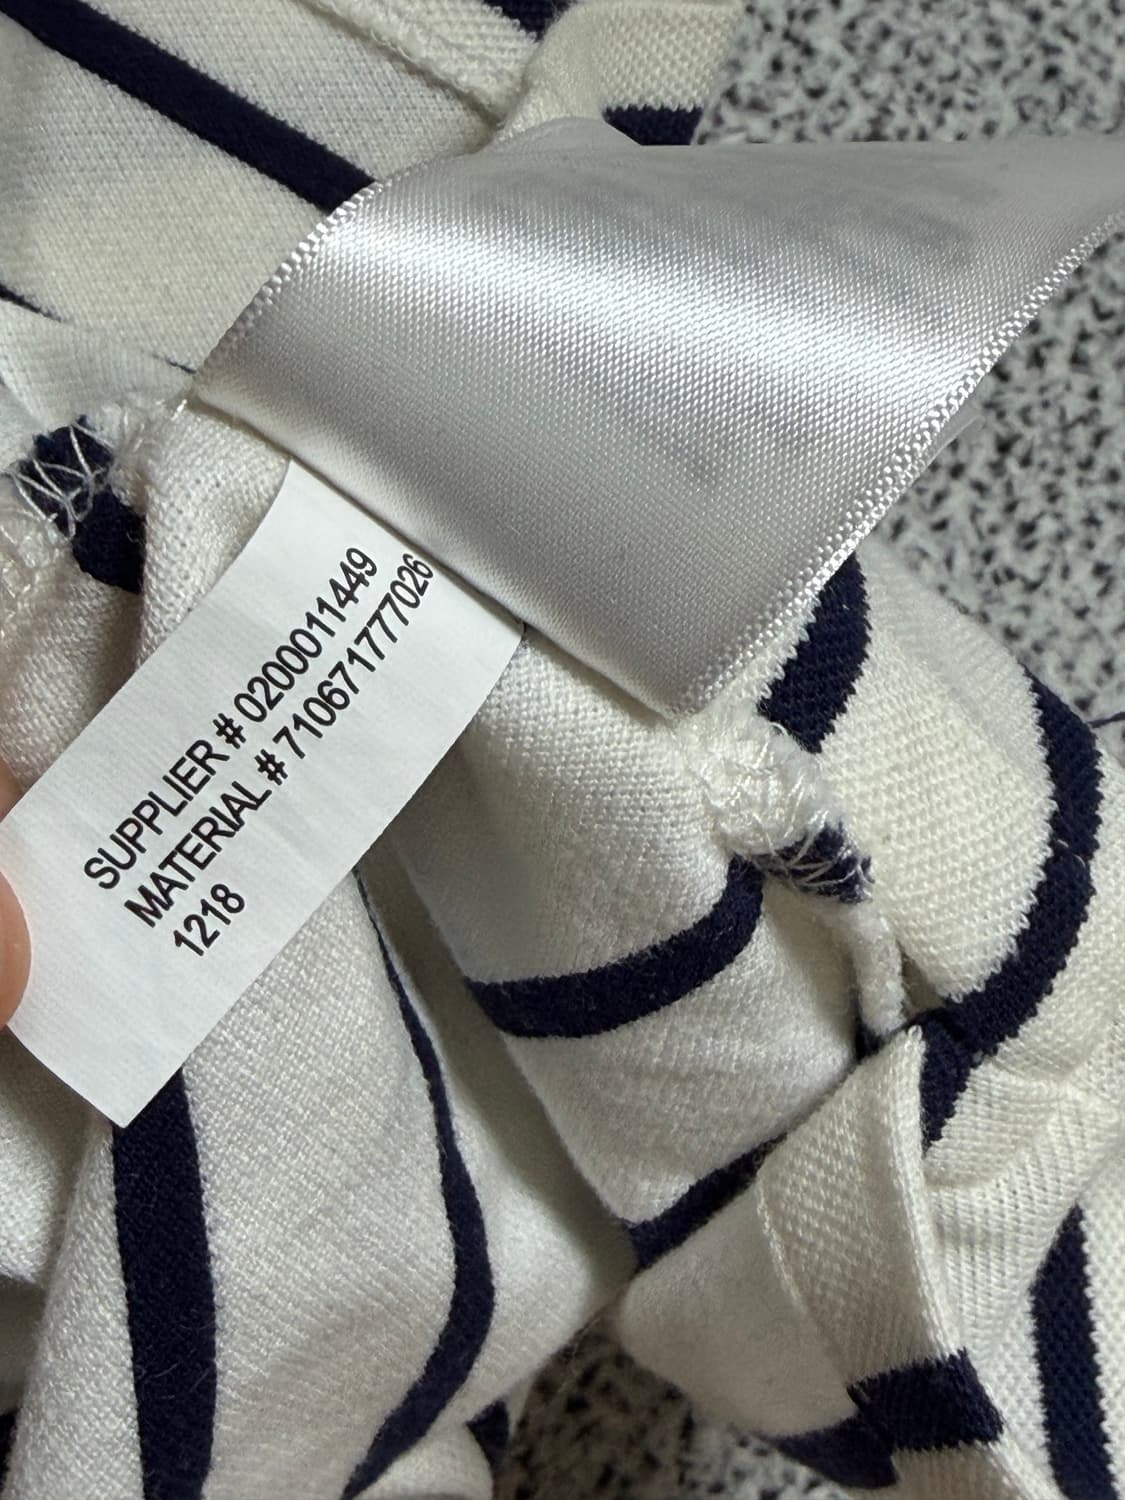 SUPPLIER # 0200011449
MATERIAL # 710671777026
1218